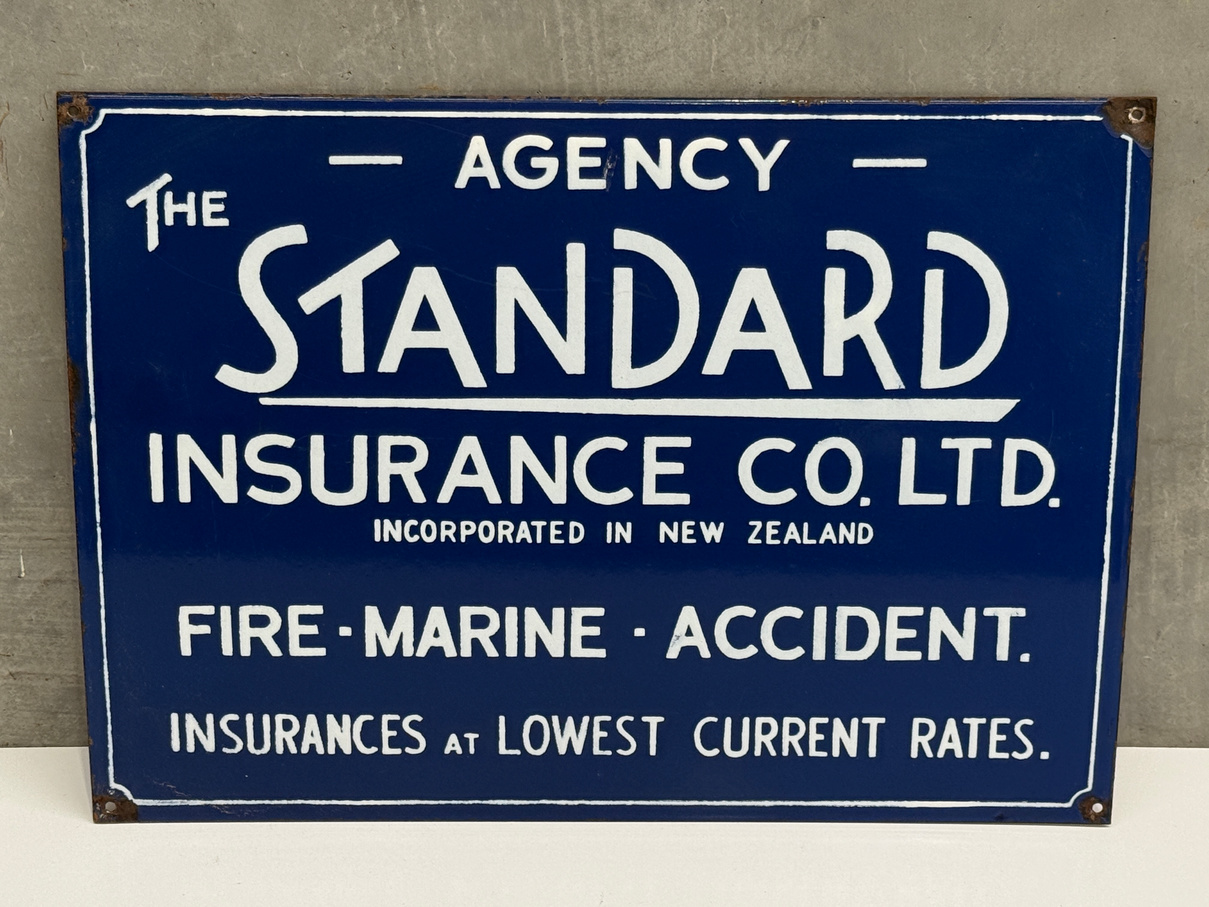 — AGENCY —
THE
STANDARD
INSURANCE CO. LTD.
INCORPORATED IN NEW ZEALAND
FIRE · MARINE · ACCIDENT.
INSURANCES AT LOWEST CURRENT RATES.